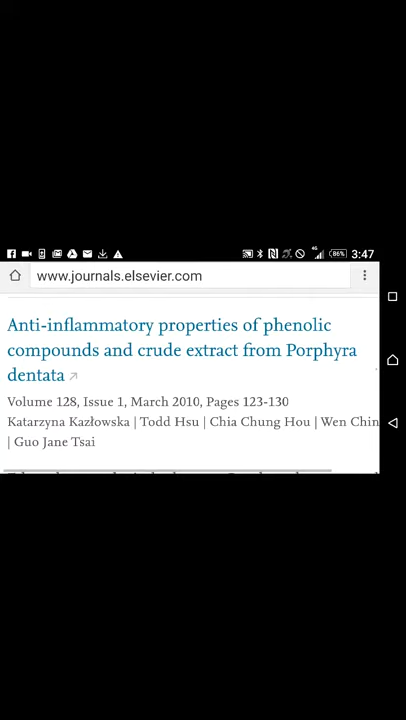 4G 86% 3:47
www.journals.elsevier.com
Anti-inflammatory properties of phenolic
compounds and crude extract from Porphyra
dentata
Volume 128, Issue 1, March 2010, Pages 123-130
Katarzyna Kazłowska | Todd Hsu | Chia Chung Hou | Wen Chin
| Guo Jane Tsai